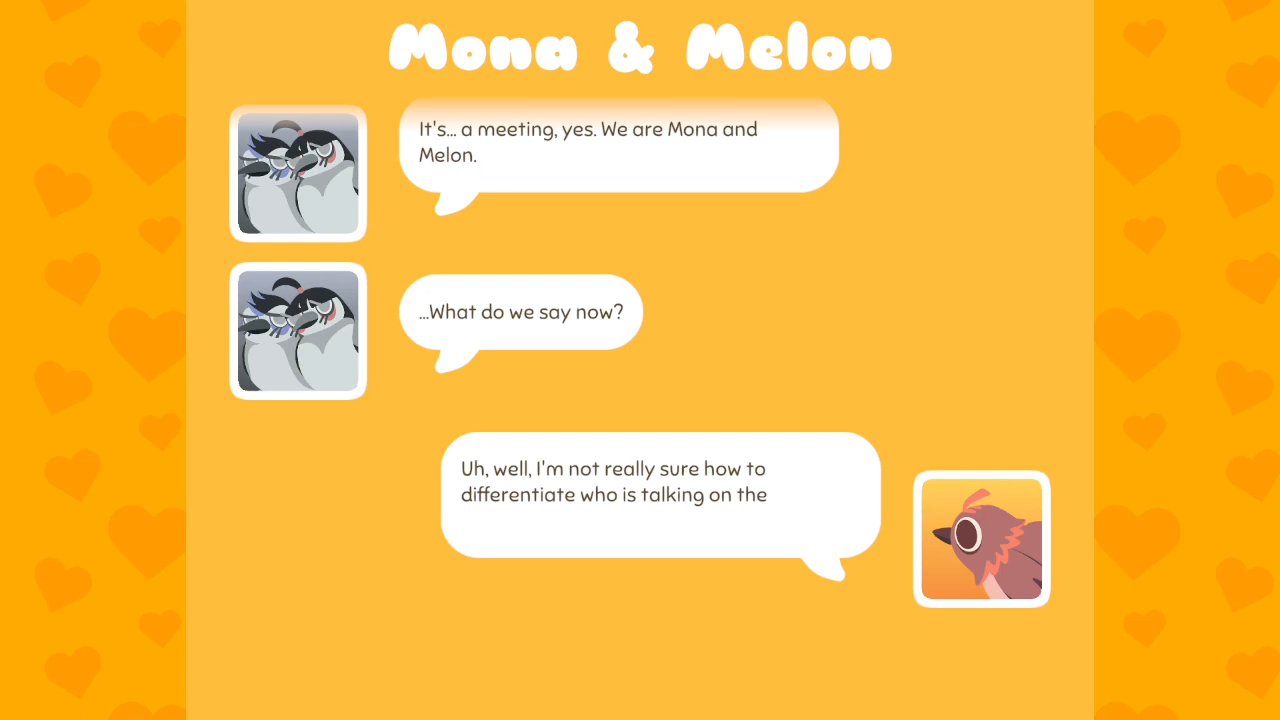 Mona & Melon
It's... a meeting, yes. We are Mona and
Melon.
...What do we say now?
Uh, well, I'm not really sure how to
differentiate who is talking on the